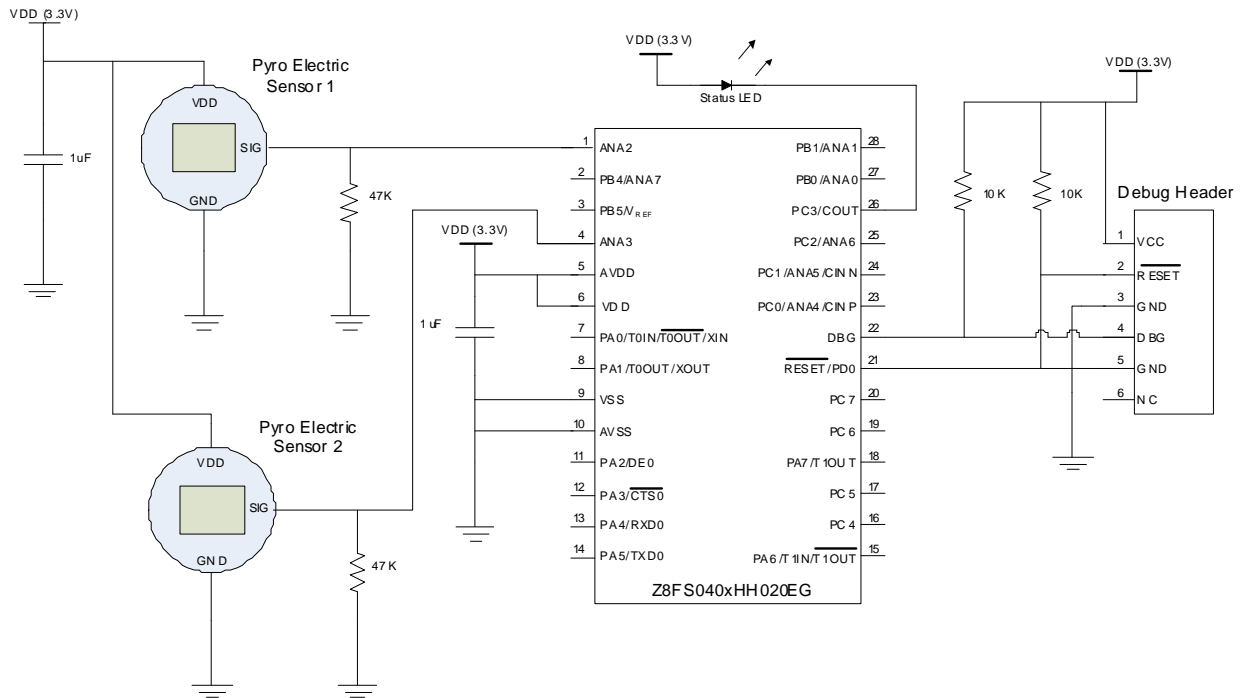 VDD (3.3V)
Pyro Electric
Sensor 1
VDD
SIG
GND
1uF
47K
Pyro Electric
Sensor 2
VDD
SIG
GND
47K
VDD (3.3V)
1uF
VDD (3.3V)
Status LED
1 ANA2
2 PB4/ANA7
3 PB5/VREF
4 ANA3
5 AVDD
6 VDD
7 PA0/T0IN/T0OUT/XIN
8 PA1/T0OUT/XOUT
9 VSS
10 AVSS
11 PA2/DE0
12 PA3/CTS0
13 PA4/RXD0
14 PA5/TXD0
PB1/ANA1 28
PB0/ANA0 27
PC3/COUT 26
PC2/ANA6 25
PC1/ANA5/CINN 24
PC0/ANA4/CINP 23
DBG 22
RESET/PD0 21
PC7 20
PC6 19
PA7/T1OUT 18
PC5 17
PC4 16
PA6/T1IN/T1OUT 15
Z8FS040xHH020EG
VDD (3.3V)
10K
10K
Debug Header
1 VCC
2 RESET
3 GND
4 DBG
5 GND
6 NC